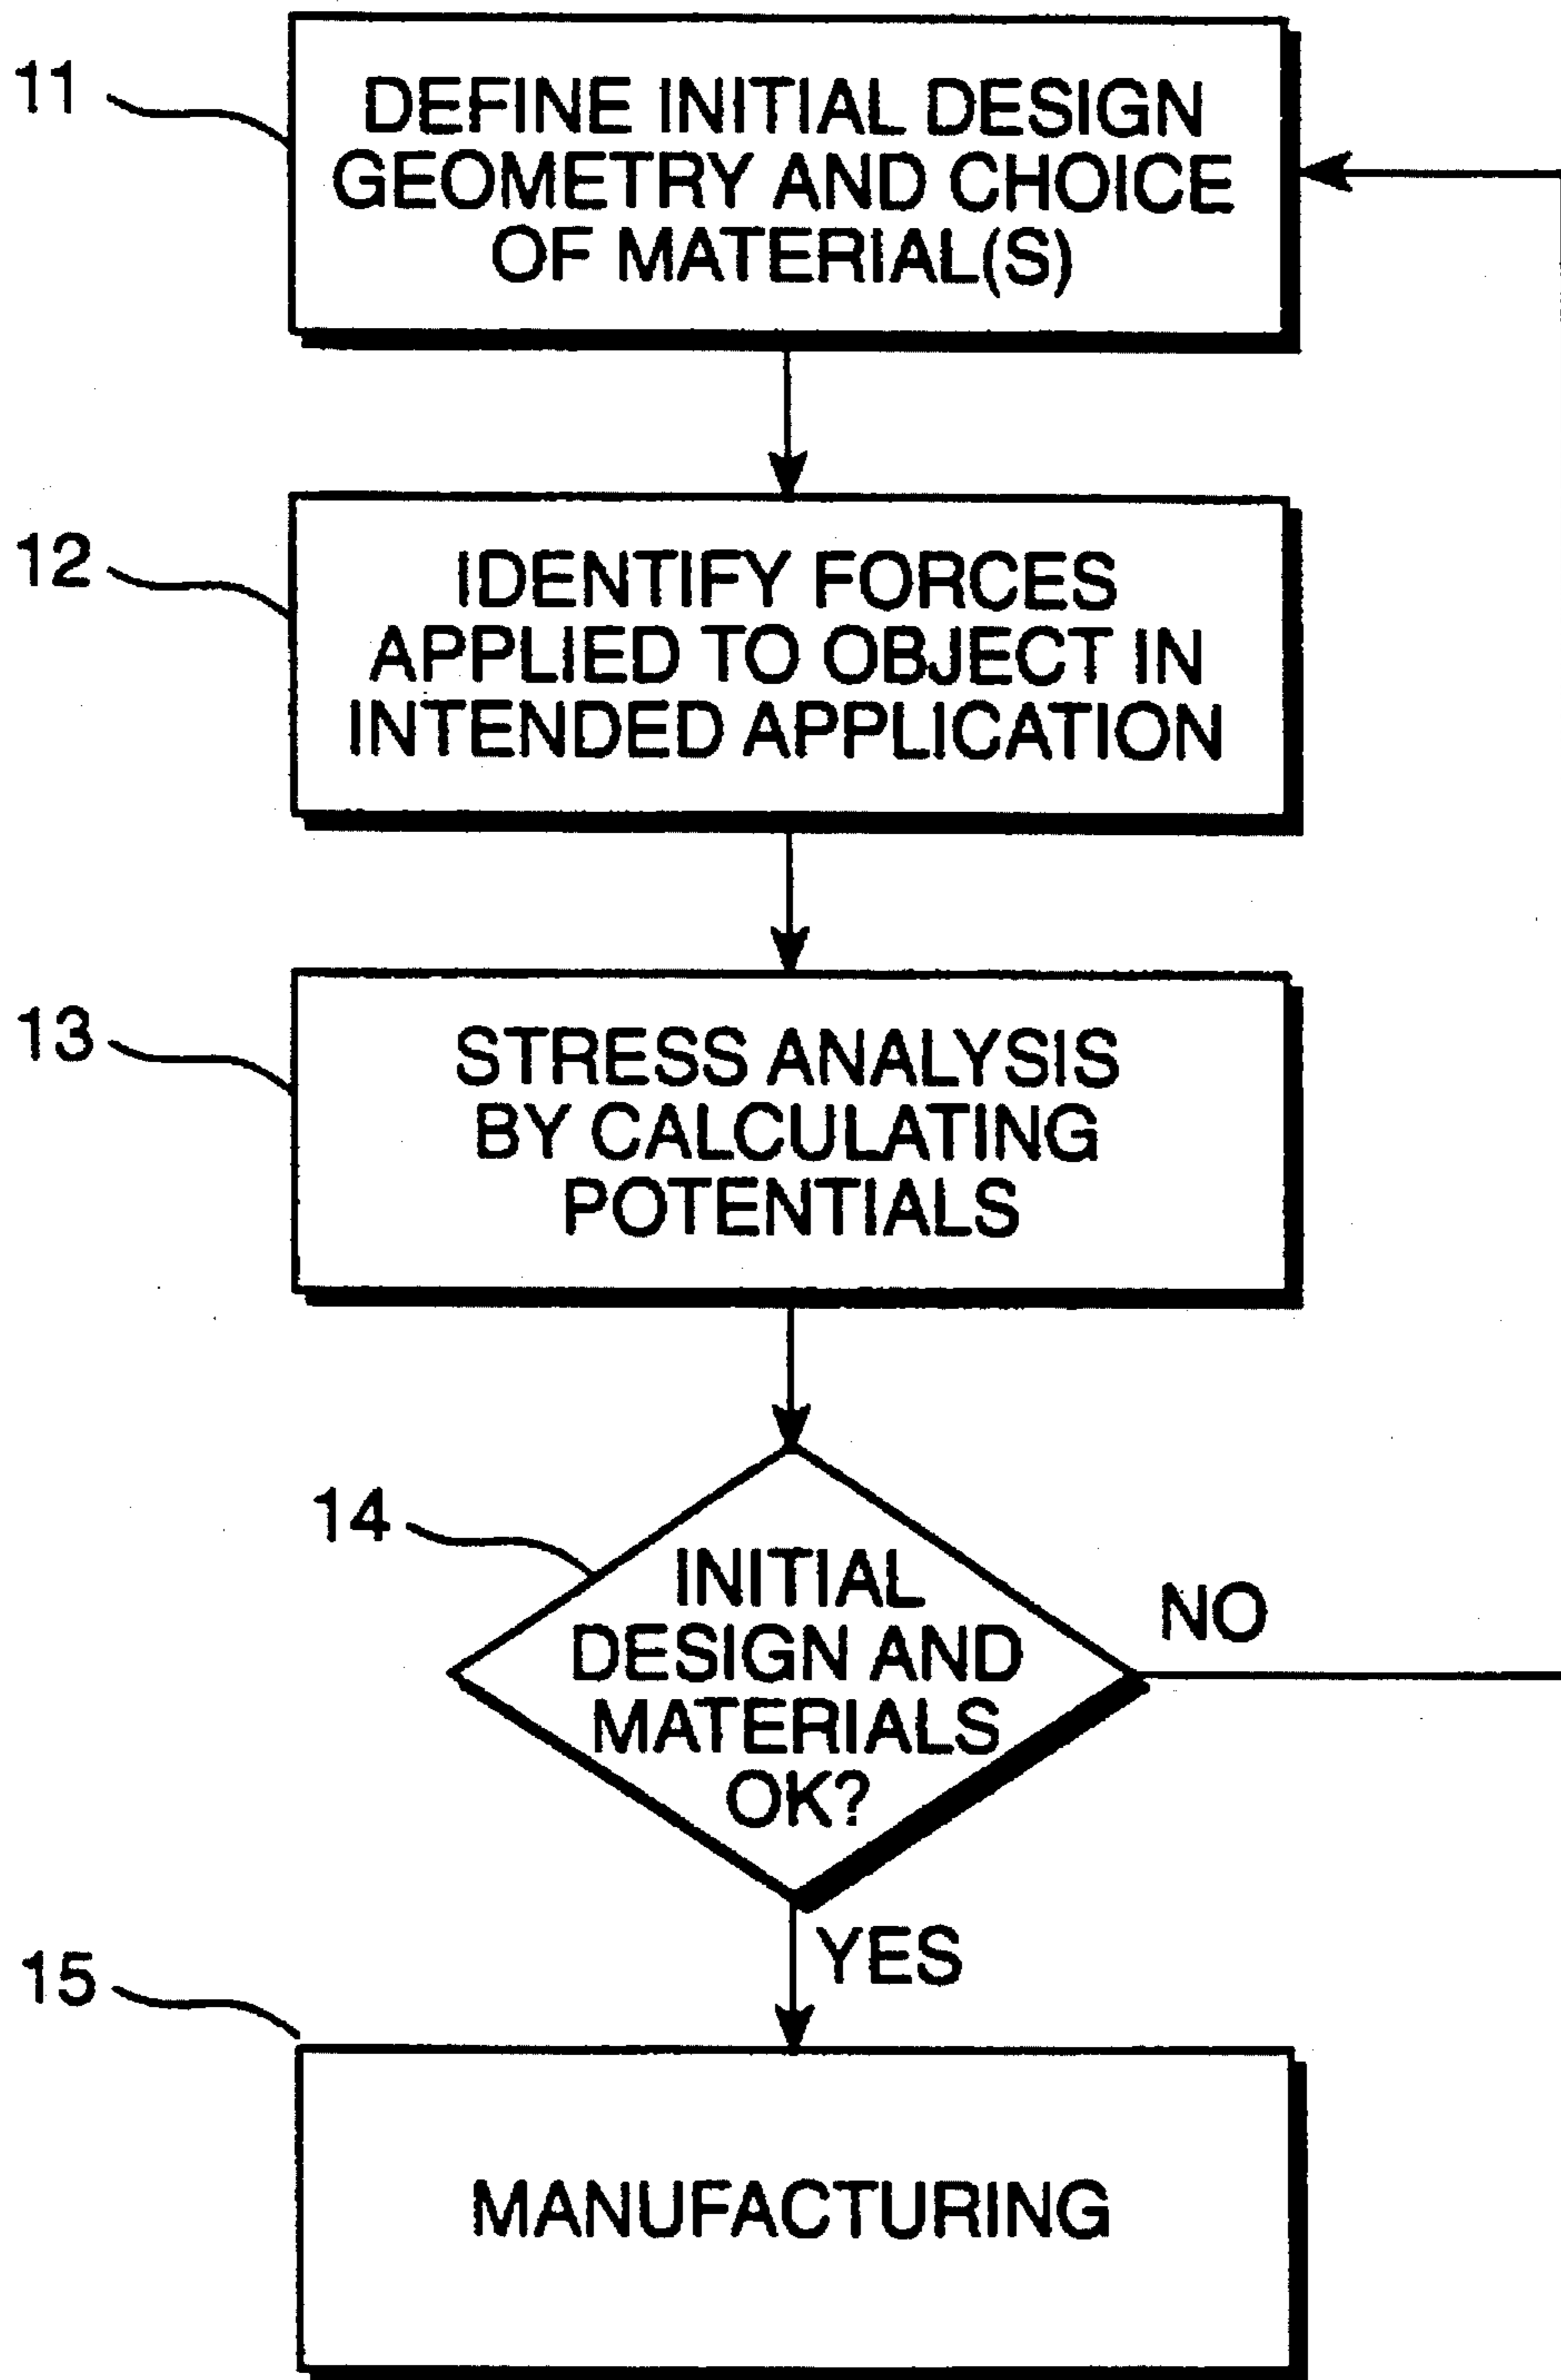 11
DEFINE INITIAL DESIGN
GEOMETRY AND CHOICE
OF MATERIAL(S)
12
IDENTIFY FORCES
APPLIED TO OBJECT IN
INTENDED APPLICATION
13
STRESS ANALYSIS
BY CALCULATING
POTENTIALS
14
INITIAL
DESIGN AND
MATERIALS
OK?
NO
YES
15
MANUFACTURING